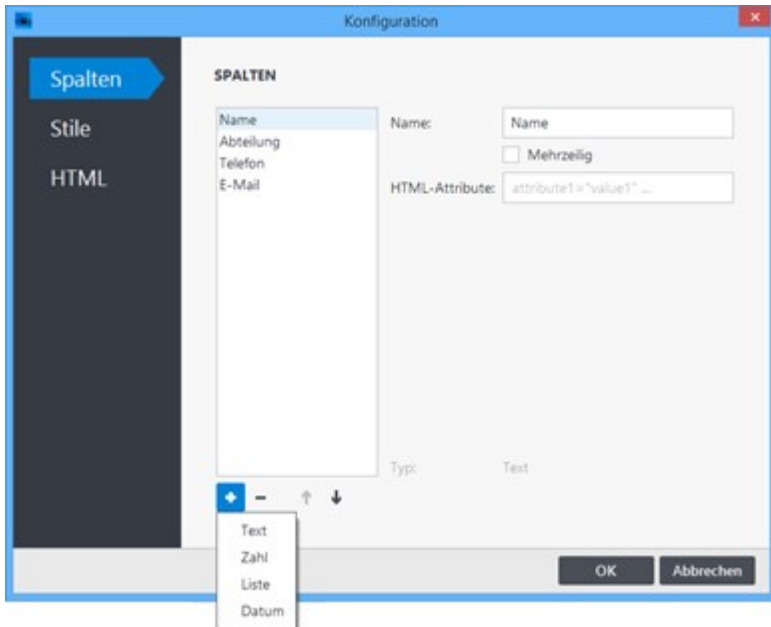 Konfiguration
Spalten
Stile
HTML
SPALTEN
Name
Abteilung
Telefon
E-Mail
Name: Name
Mehrzeilig
HTML-Attribute: attribute1="value1" ...
Typ: Text
Text
Zahl
Liste
Datum
OK Abbrechen